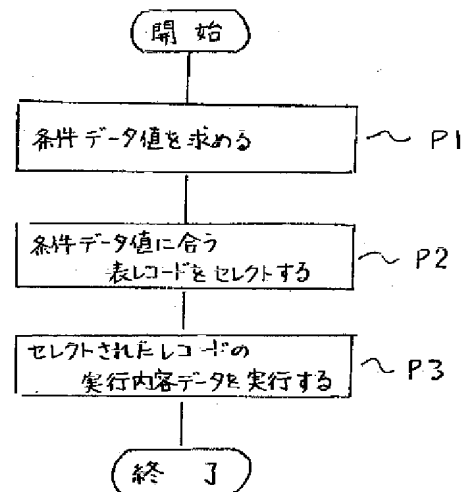 開始
条件データ値を求める
P1
条件データ値に合う
表レコードをセレクトする
P2
セレクトされたレコードの
実行内容データを実行する
P3
終了